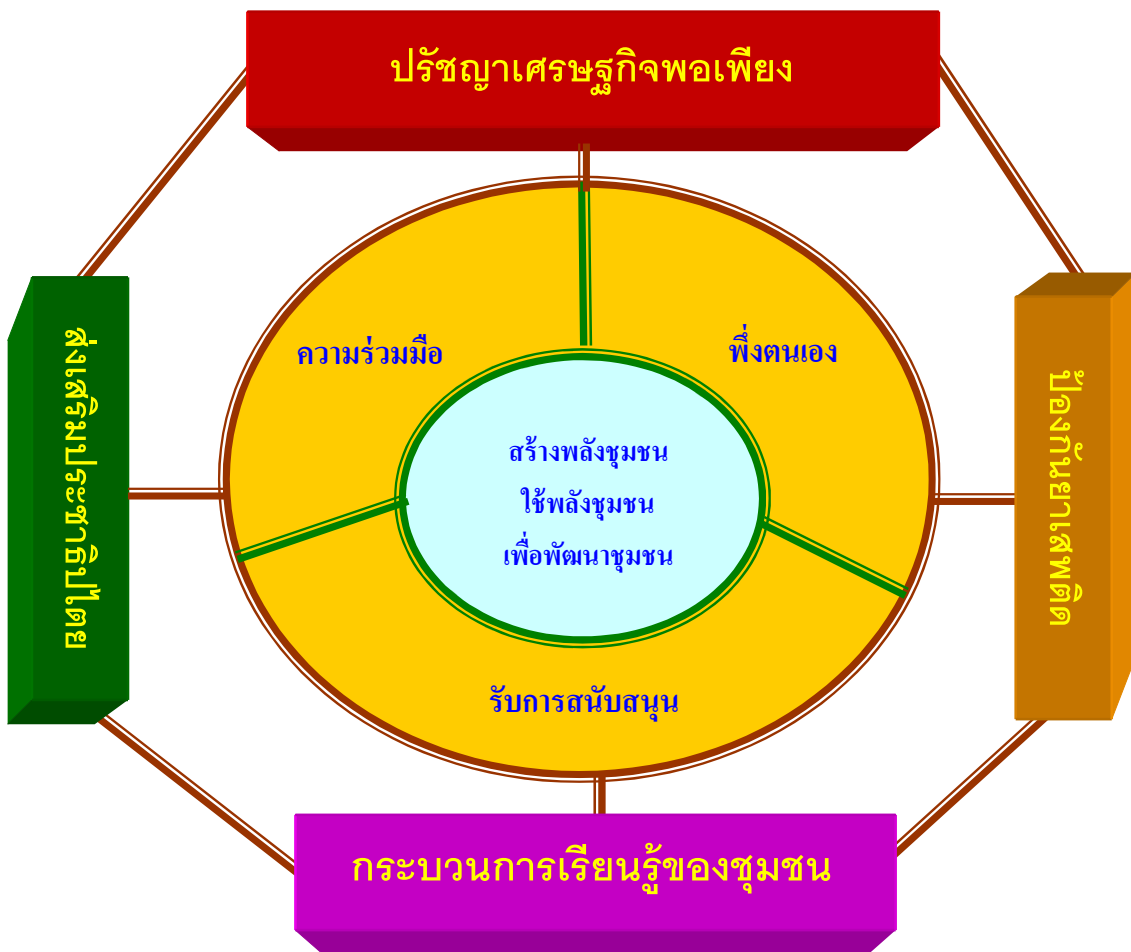 ปรัชญาเศรษฐกิจพอเพียง
ส่งเสริมประชาธิปไตย
ความร่วมมือ
พึ่งตนเอง
ป้องกันยาเสพติด
สร้างพลังชุมชน
ใช้พลังชุมชน
เพื่อพัฒนาชุมชน
รับการสนับสนุน
กระบวนการเรียนรู้ของชุมชน